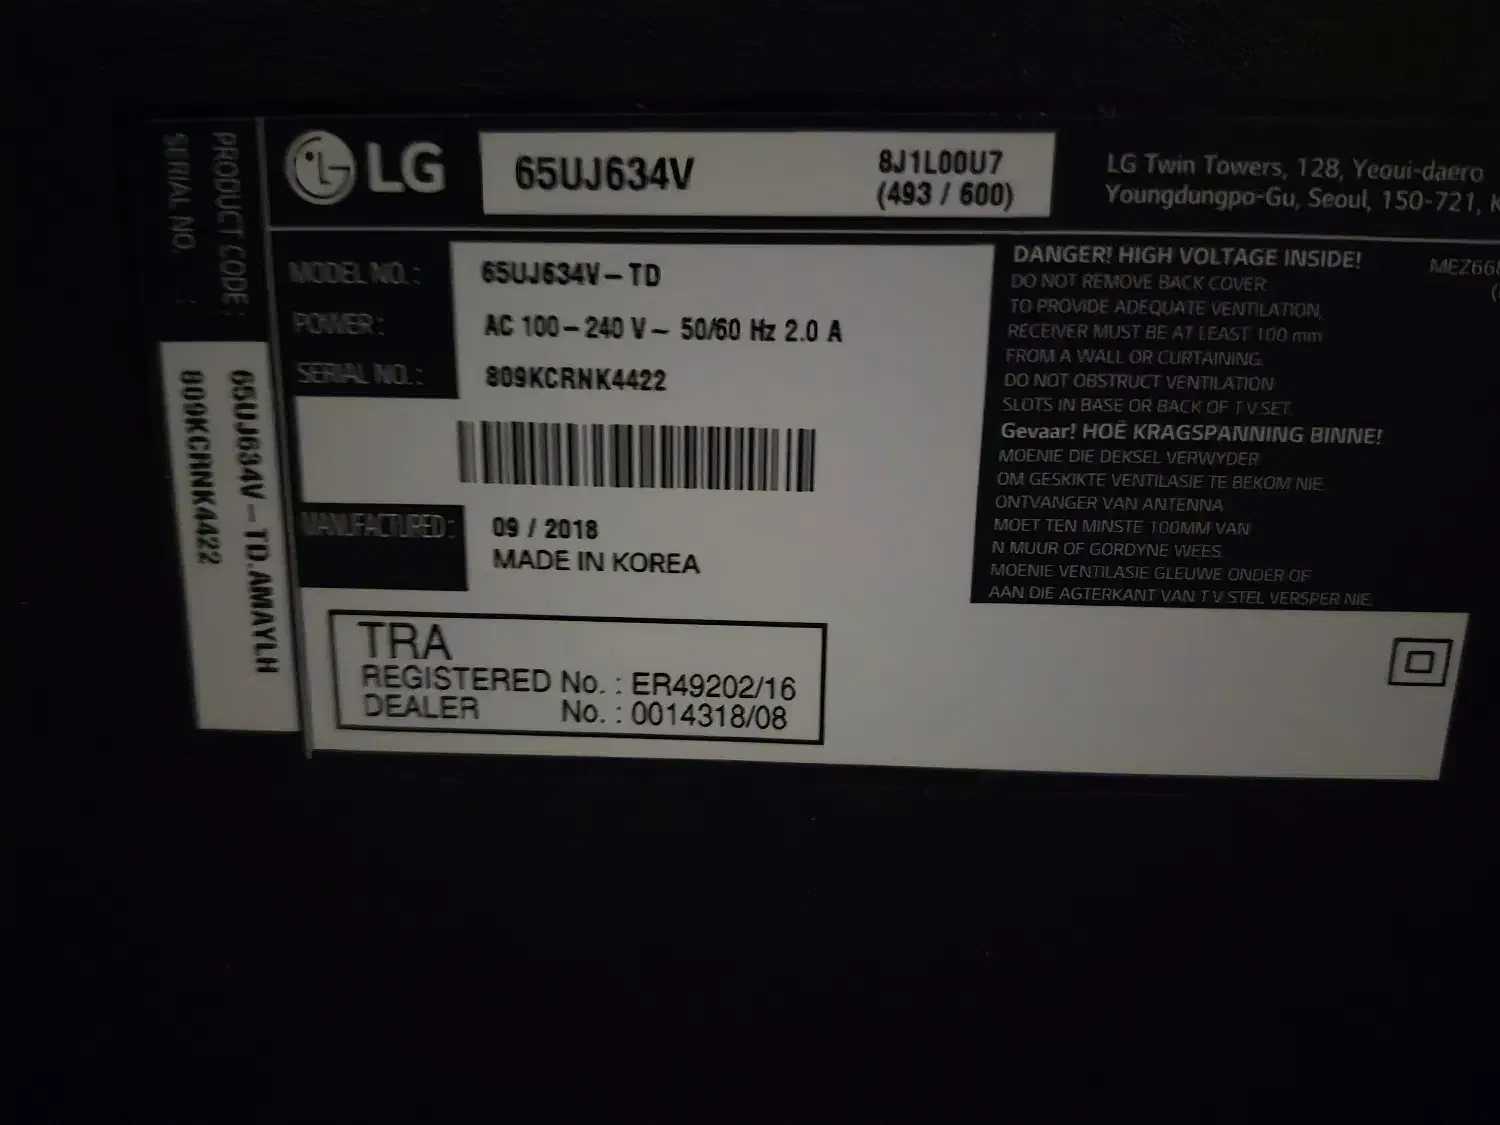 PRODUCT CODE :
SERIAL NO. :
65UJ634V-TD.AMAYLH
809KCRNK4422
LG
65UJ634V
8J1L00U7
(493 / 600)
LG Twin Towers, 128, Yeoui-daero
Youngdungpo-Gu, Seoul, 150-721,
MODEL NO. : 65UJ634V-TD
POWER : AC 100-240 V~ 50/60 Hz 2.0 A
SERIAL NO. : 809KCRNK4422
MANUFACTURED : 09 / 2018
MADE IN KOREA
TRA
REGISTERED No. : ER49202/16
DEALER No. : 0014318/08
DANGER! HIGH VOLTAGE INSIDE!
DO NOT REMOVE BACK COVER
TO PROVIDE ADEQUATE VENTILATION,
RECEIVER MUST BE AT LEAST 100 mm
FROM A WALL OR CURTAINING.
DO NOT OBSTRUCT VENTILATION
SLOTS IN BASE OR BACK OF TV SET.
Gevaar! HOË KRAGSPANNING BINNE!
MOENIE DIE DEKSEL VERWYDER
OM GESKIKTE VENTILASIE TE BEKOM NIE
ONTVANGER VAN ANTENNA
MOET TEN MINSTE 100MM VAN
N MUUR OF GORDYNE WEES.
MOENIE VENTILASIE GLEUWE ONDER OF
AAN DIE AGTERKANT VAN TV STEL VERSPER NIE.